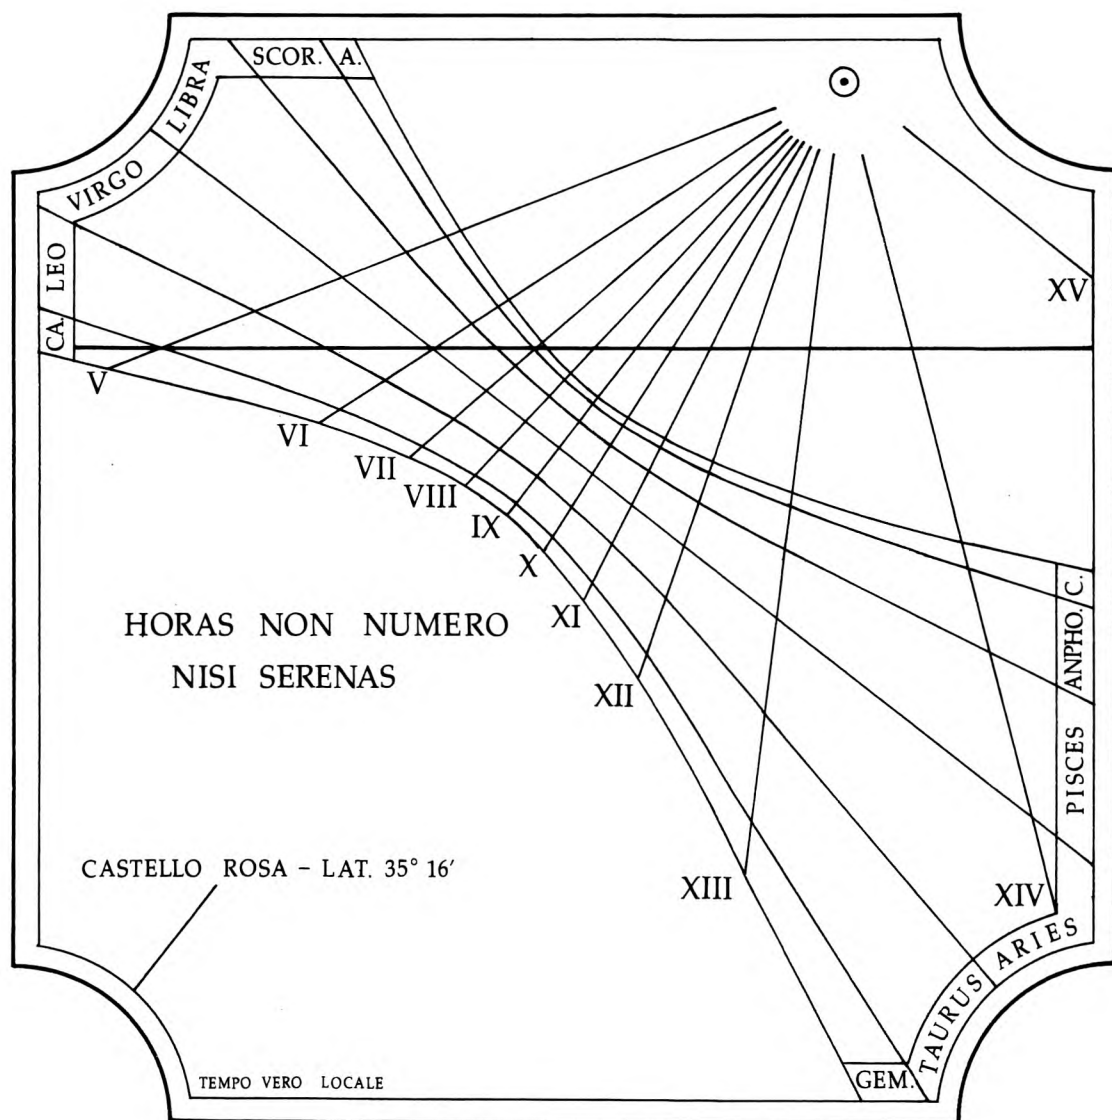 SCOR. A.
LIBRA
VIRGO
LEO
CA.
XV
V
VI
VII
VIII
IX
X
XI
XII
XIII
XIV
HORAS NON NUMERO
NISI SERENAS
C.
ANPHO.
PISCES
ARIES
TAURUS
GEM.
CASTELLO ROSA – LAT. 35° 16′
TEMPO VERO LOCALE